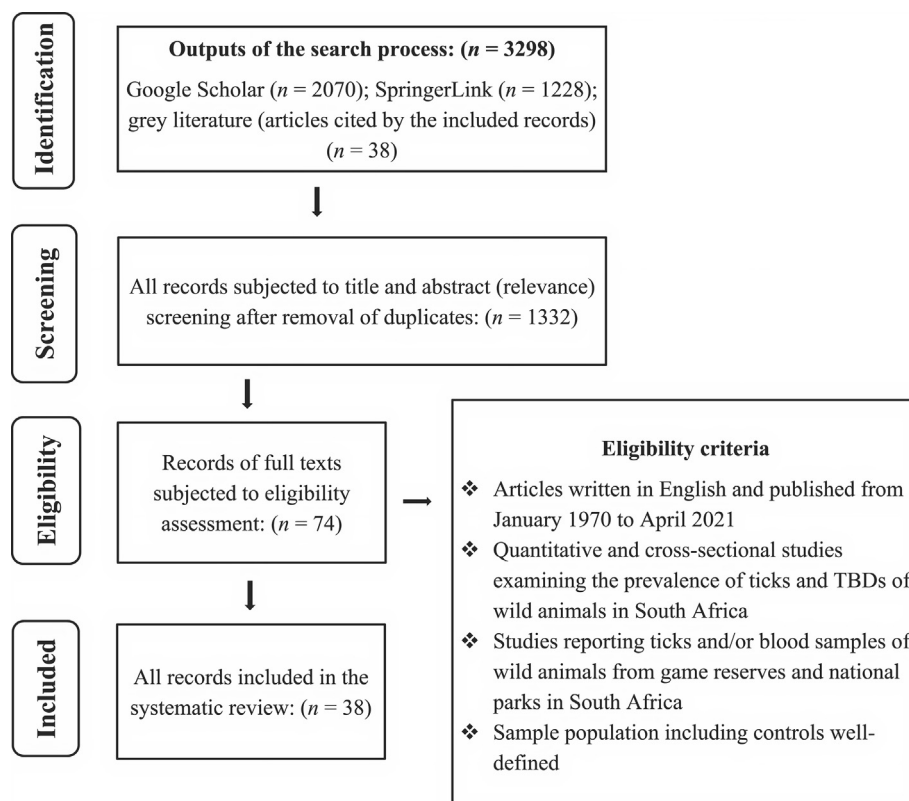 Identification
Outputs of the search process: (n = 3298)
Google Scholar (n = 2070); SpringerLink (n = 1228);
grey literature (articles cited by the included records)
(n = 38)
Screening
All records subjected to title and abstract (relevance)
screening after removal of duplicates: (n = 1332)
Eligibility
Records of full texts
subjected to eligibility
assessment: (n = 74)
Eligibility criteria
❖ Articles written in English and published from
January 1970 to April 2021
❖ Quantitative and cross-sectional studies
examining the prevalence of ticks and TBDs of
wild animals in South Africa
❖ Studies reporting ticks and/or blood samples of
wild animals from game reserves and national
parks in South Africa
❖ Sample population including controls well-
defined
Included
All records included in the
systematic review: (n = 38)